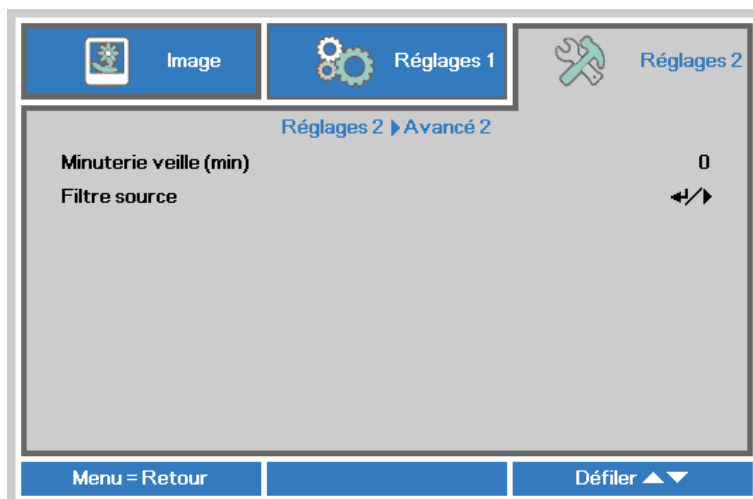 Image Réglages 1 Réglages 2
Réglages 2 ▶ Avancé 2
Minuterie veille (min) 0
Filtre source ↵/▶
Menu = Retour Défiler ▲▼